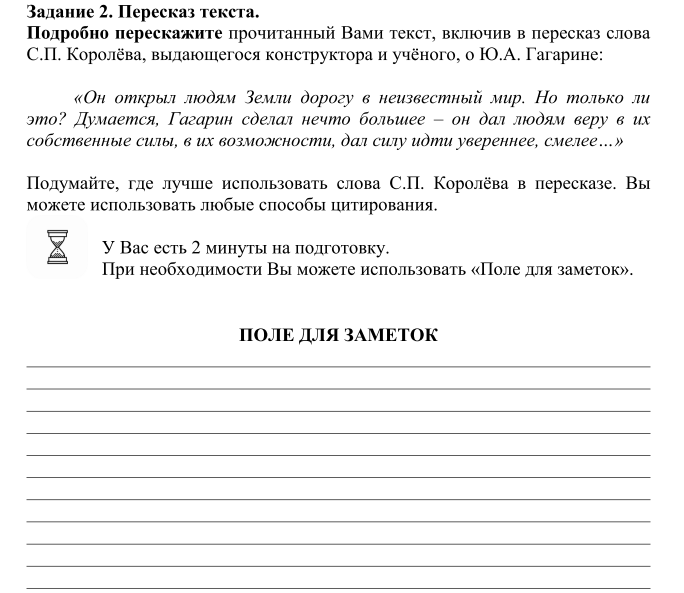 Задание 2. Пересказ текста.
Подробно перескажите прочитанный Вами текст, включив в пересказ слова
С.П. Королёва, выдающегося конструктора и учёного, о Ю.А. Гагарине:
«Он открыл людям Земли дорогу в неизвестный мир. Но только ли
это? Думается, Гагарин сделал нечто большее – он дал людям веру в их
собственные силы, в их возможности, дал силу идти увереннее, смелее…»
Подумайте, где лучше использовать слова С.П. Королёва в пересказе. Вы
можете использовать любые способы цитирования.
У Вас есть 2 минуты на подготовку.
При необходимости Вы можете использовать «Поле для заметок».
ПОЛЕ ДЛЯ ЗАМЕТОК